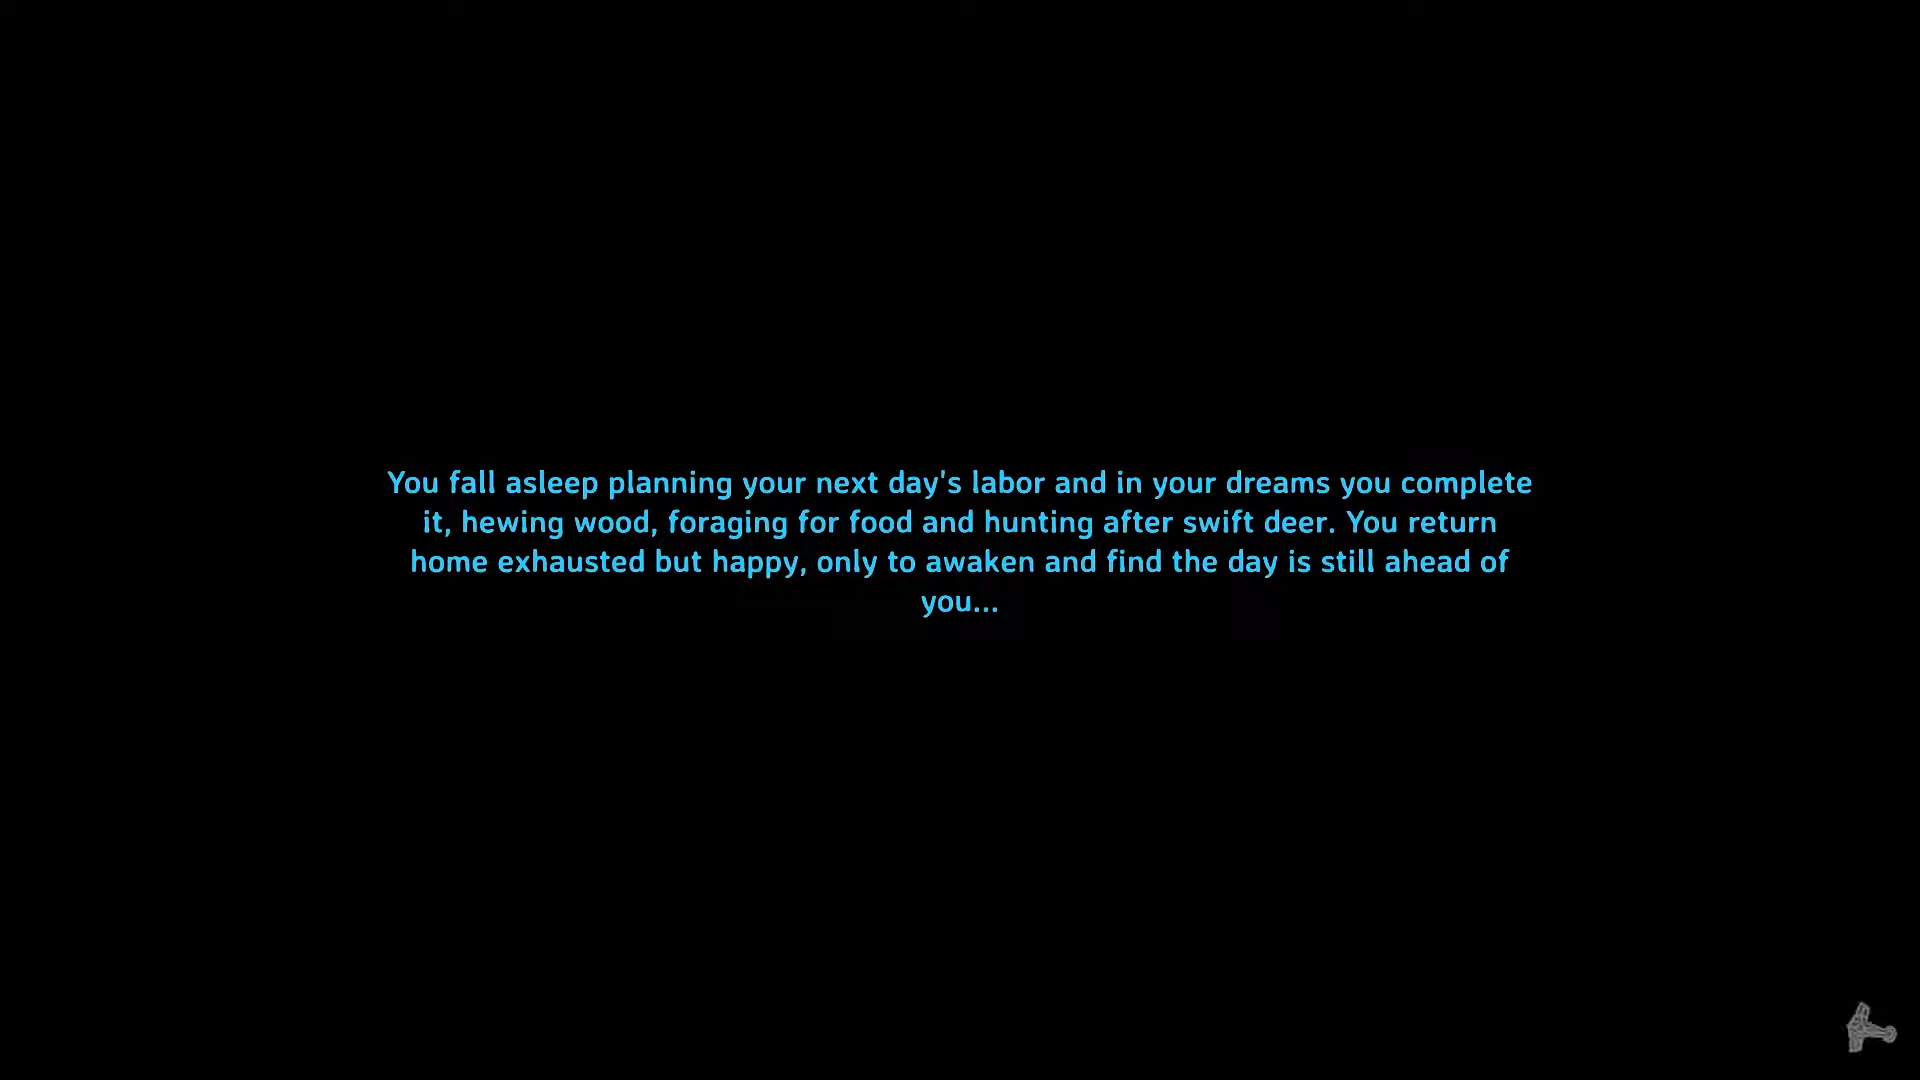 You fall asleep planning your next day's labor and in your dreams you complete
it, hewing wood, foraging for food and hunting after swift deer. You return
home exhausted but happy, only to awaken and find the day is still ahead of
you...